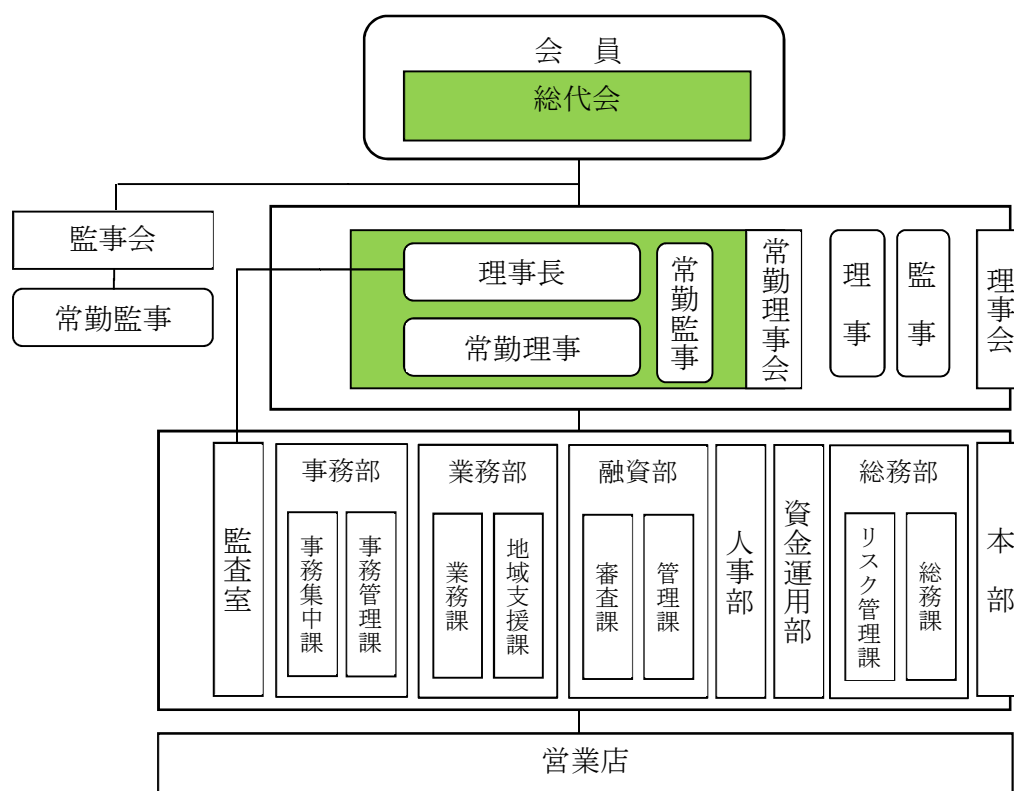 会　員
総代会
監事会
常勤監事
理事長
常勤理事
常勤監事
常勤理事会
理事
監事
理事会
監査室
事務部
事務集中課
事務管理課
業務部
業務課
地域支援課
融資部
審査課
管理課
人事部
資金運用部
総務部
リスク管理課
総務課
本部
営業店